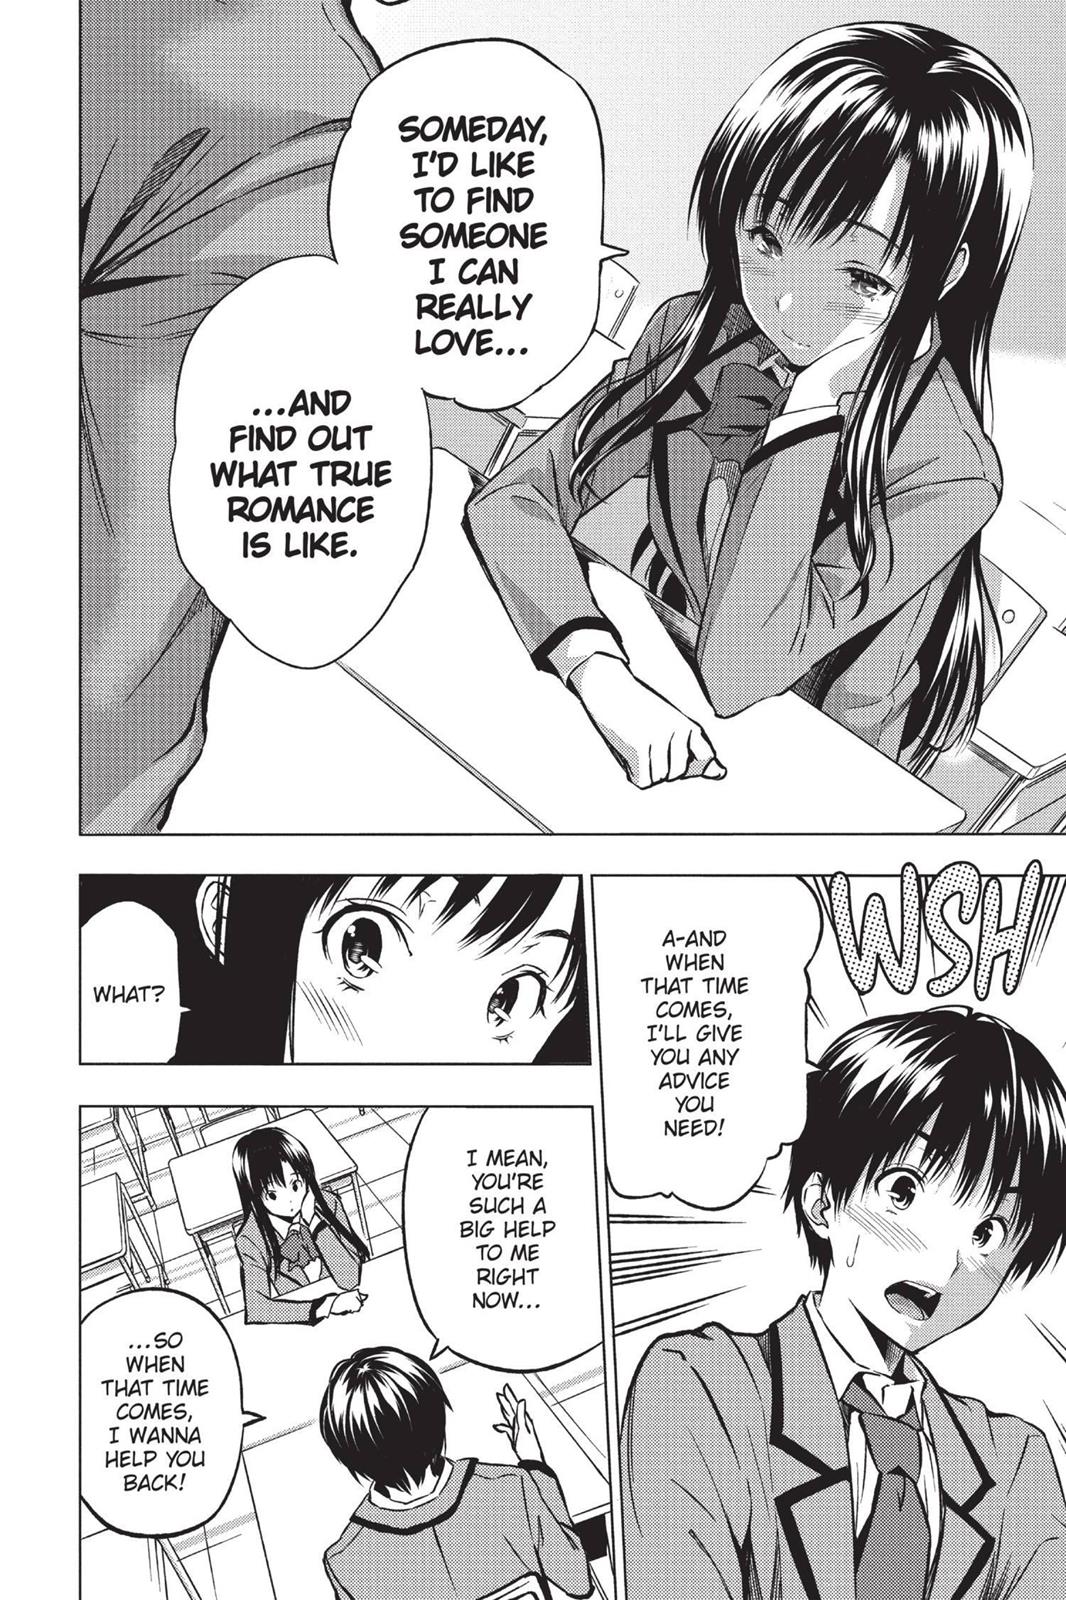 SOMEDAY,
I'D LIKE
TO FIND
SOMEONE
I CAN
REALLY
LOVE...
...AND
FIND OUT
WHAT TRUE
ROMANCE
IS LIKE.
WSH
A-AND
WHEN
THAT TIME
COMES,
I'LL GIVE
YOU ANY
ADVICE
YOU
NEED!
WHAT?
I MEAN,
YOU'RE
SUCH A
BIG HELP
TO ME
RIGHT
NOW...
...SO
WHEN
THAT TIME
COMES,
I WANNA
HELP YOU
BACK!